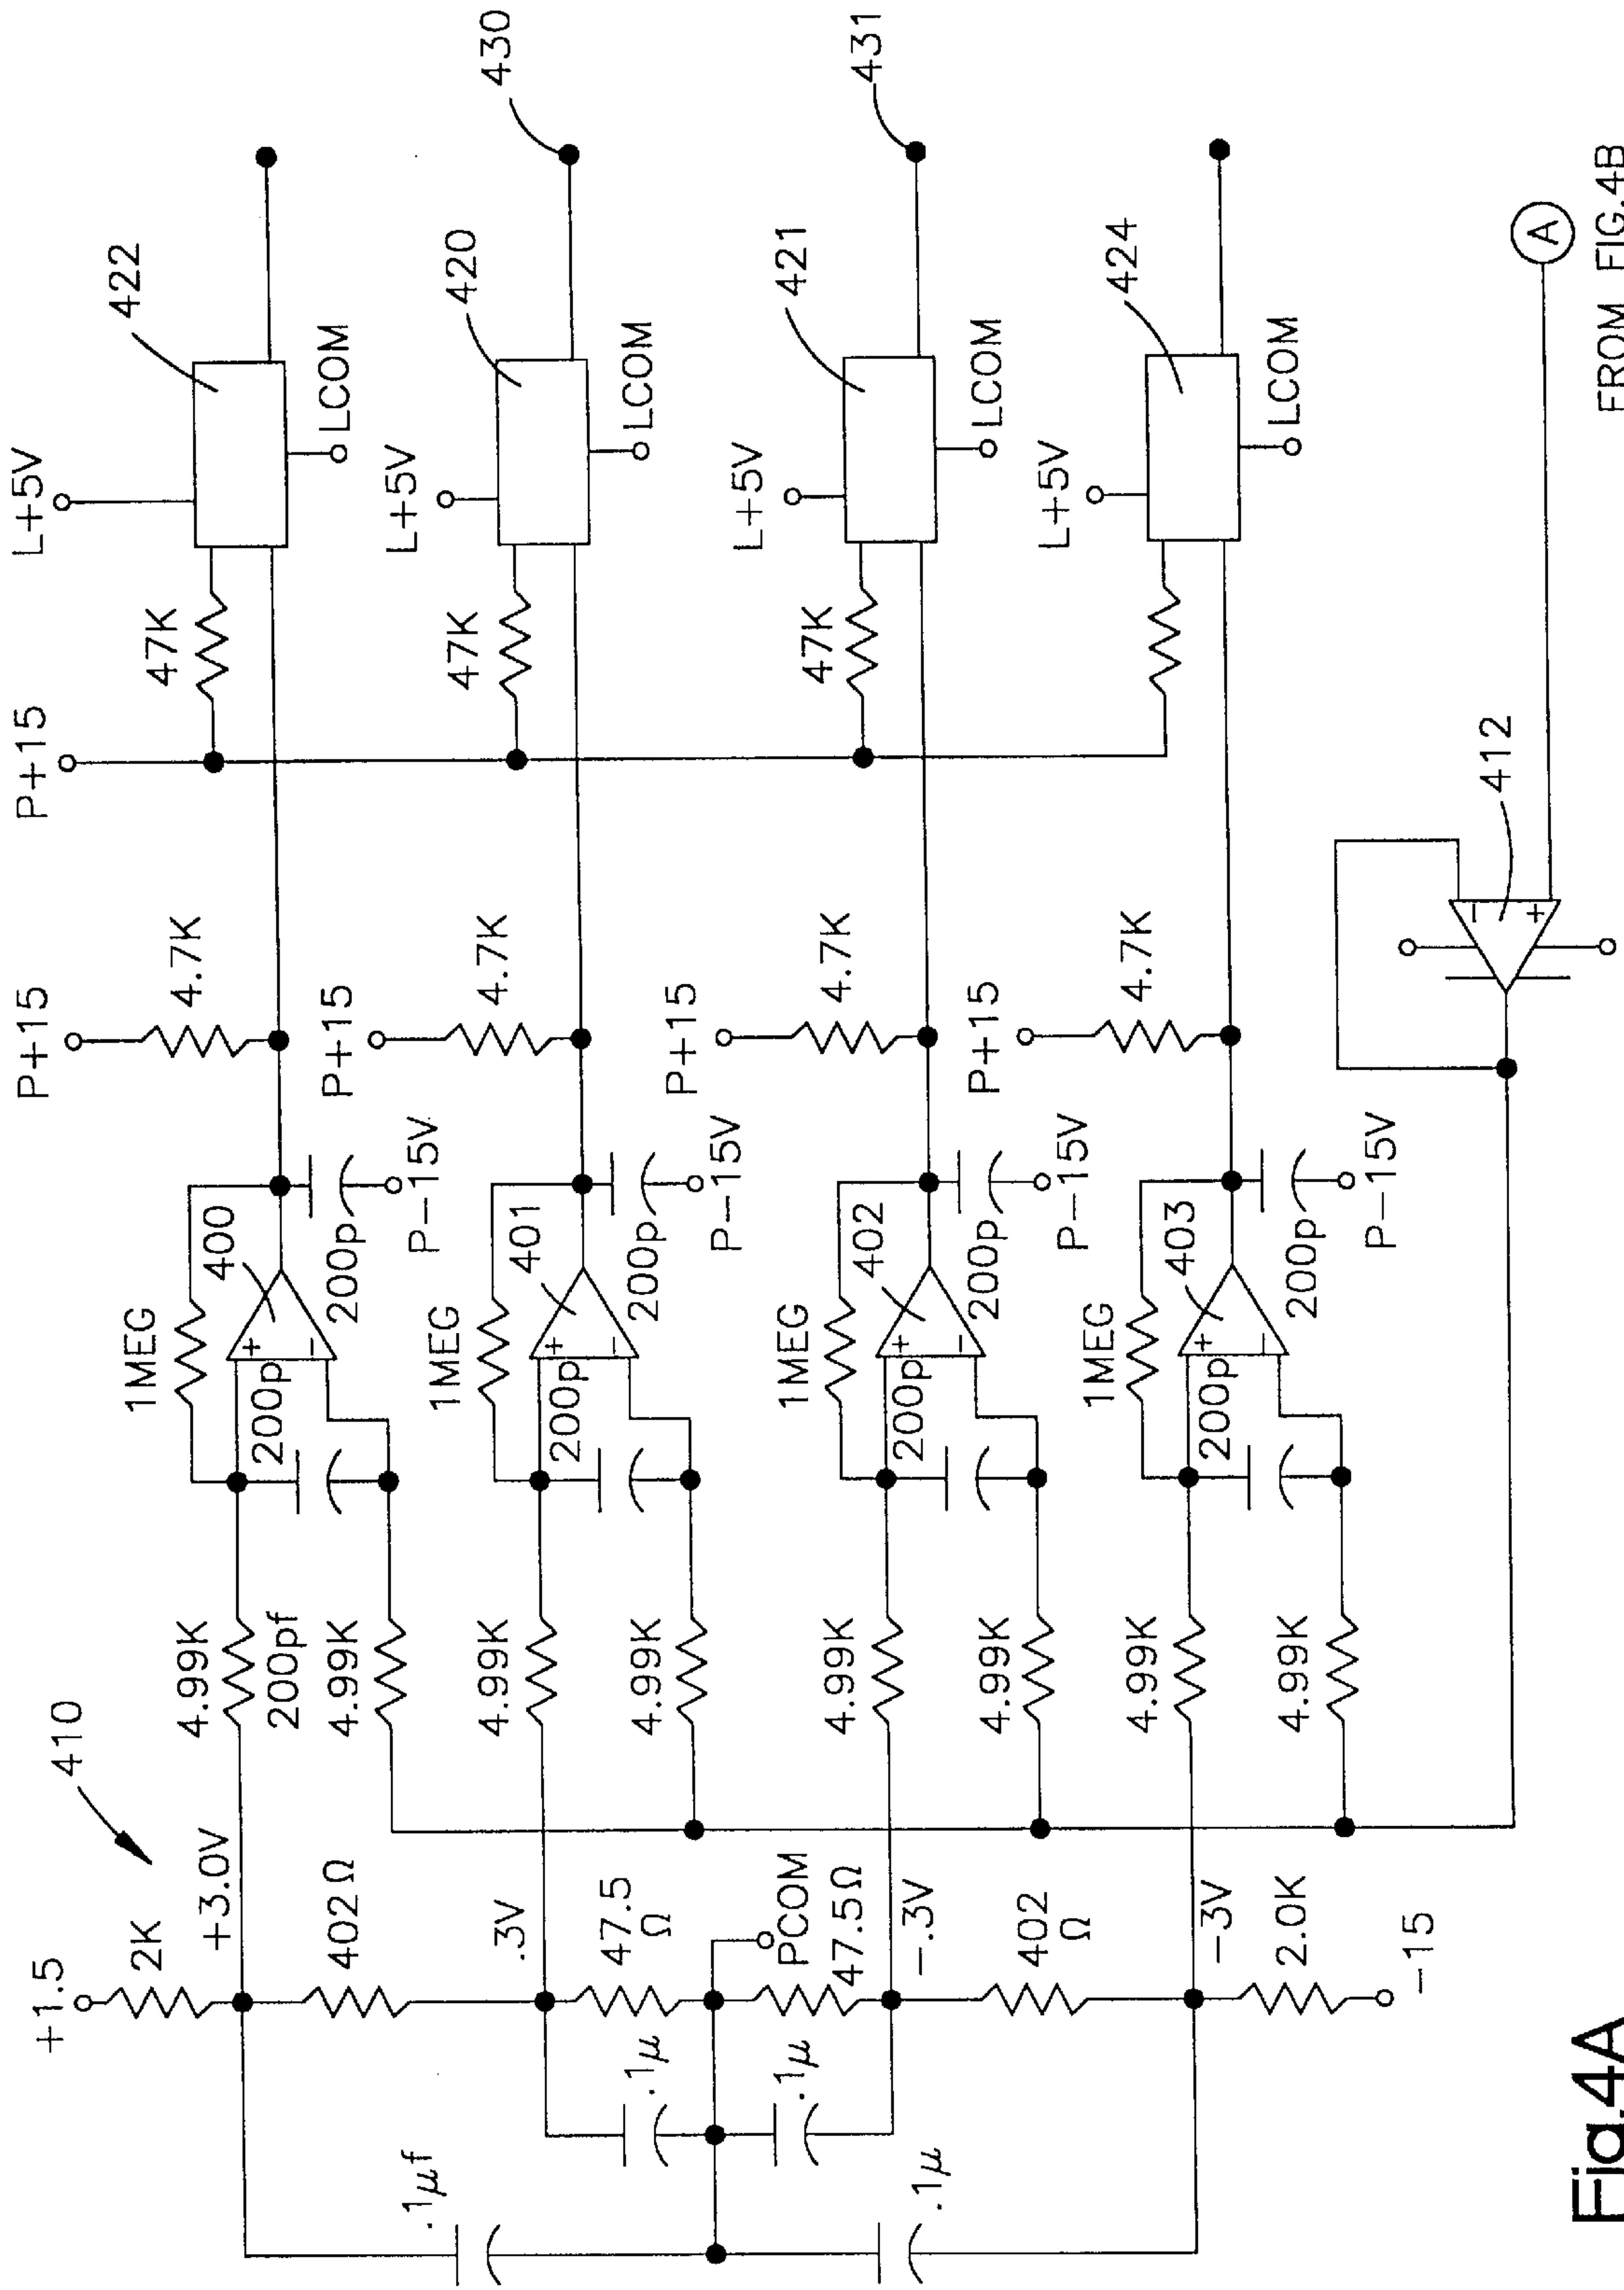 P+15
P+15
L+5V
422
410
+1.5
2K
+3.0V
4.99K
200pf
4.99K
1MEG
400
+
−
200p
200p
P−15V
4.7K
47K
LCOM
.1µf
402Ω
P+15
L+5V
420
430
.3V
4.99K
4.99K
1MEG
401
+
−
200p
200p
P−15V
4.7K
47K
LCOM
.1µ
47.5
Ω
PCOM
.1µ
47.5Ω
P+15
L+5V
421
431
−.3V
4.99K
4.99K
1MEG
402
+
−
200p
200p
P−15V
4.7K
47K
LCOM
.1µ
402
Ω
P+15
L+5V
424
−3V
4.99K
4.99K
1MEG
403
+
−
200p
200p
P−15V
4.7K
LCOM
2.0K
−15
−
+
412
A
FROM FIG.4B
Fig.4A